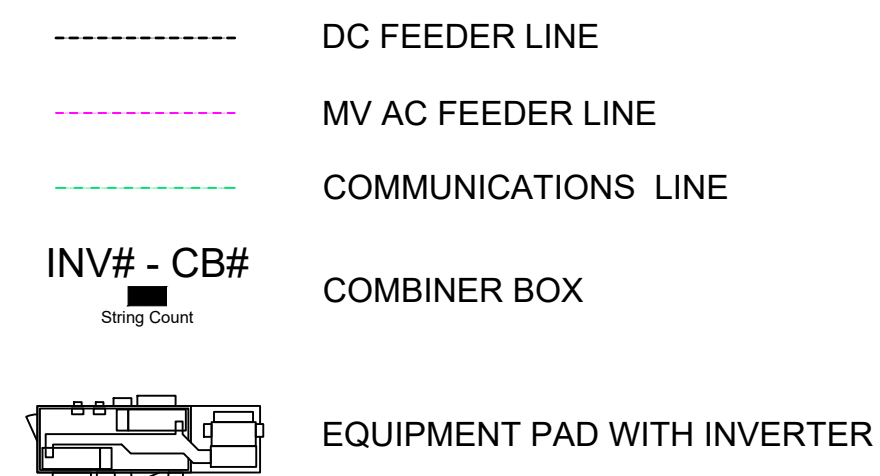 DC FEEDER LINE
MV AC FEEDER LINE
COMMUNICATIONS LINE
INV# - CB#
String Count
COMBINER BOX
EQUIPMENT PAD WITH INVERTER